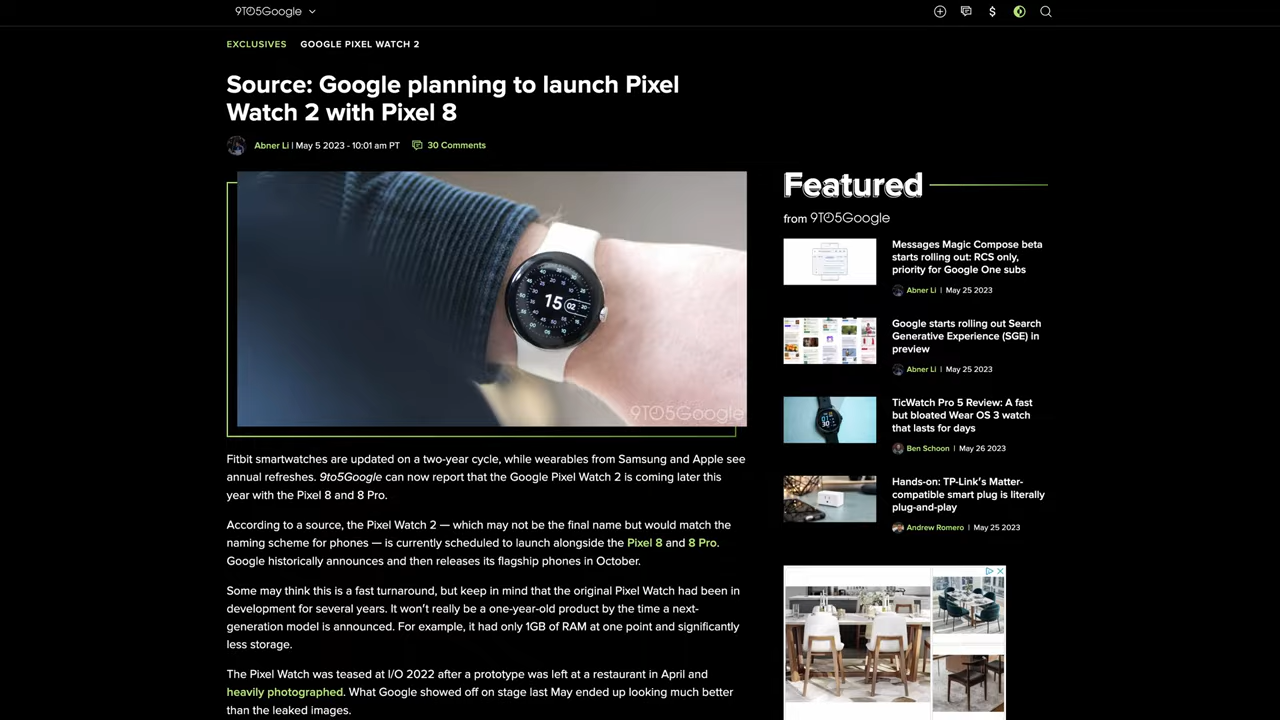 9TO5Google
$
EXCLUSIVES GOOGLE PIXEL WATCH 2
Source: Google planning to launch Pixel
Watch 2 with Pixel 8
Abner Li | May 5 2023 - 10:01 am PT 30 Comments
15 02
9TO5Google
Fitbit smartwatches are updated on a two-year cycle, while wearables from Samsung and Apple see
annual refreshes. 9to5Google can now report that the Google Pixel Watch 2 is coming later this
year with the Pixel 8 and 8 Pro.
According to a source, the Pixel Watch 2 — which may not be the final name but would match the
naming scheme for phones — is currently scheduled to launch alongside the Pixel 8 and 8 Pro.
Google historically announces and then releases its flagship phones in October.
Some may think this is a fast turnaround, but keep in mind that the original Pixel Watch had been in
development for several years. It won't really be a one-year-old product by the time a next-
generation model is announced. For example, it had only 1GB of RAM at one point and significantly
less storage.
The Pixel Watch was teased at I/O 2022 after a prototype was left at a restaurant in April and
heavily photographed. What Google showed off on stage last May ended up looking much better
than the leaked images.
Featured
from 9TO5Google
Messages Magic Compose beta
starts rolling out: RCS only,
priority for Google One subs
Abner Li | May 25 2023
Google starts rolling out Search
Generative Experience (SGE) in
preview
Abner Li | May 25 2023
TicWatch Pro 5 Review: A fast
but bloated Wear OS 3 watch
that lasts for days
Ben Schoon | May 26 2023
Hands-on: TP-Link's Matter-
compatible smart plug is literally
plug-and-play
Andrew Romero | May 25 2023